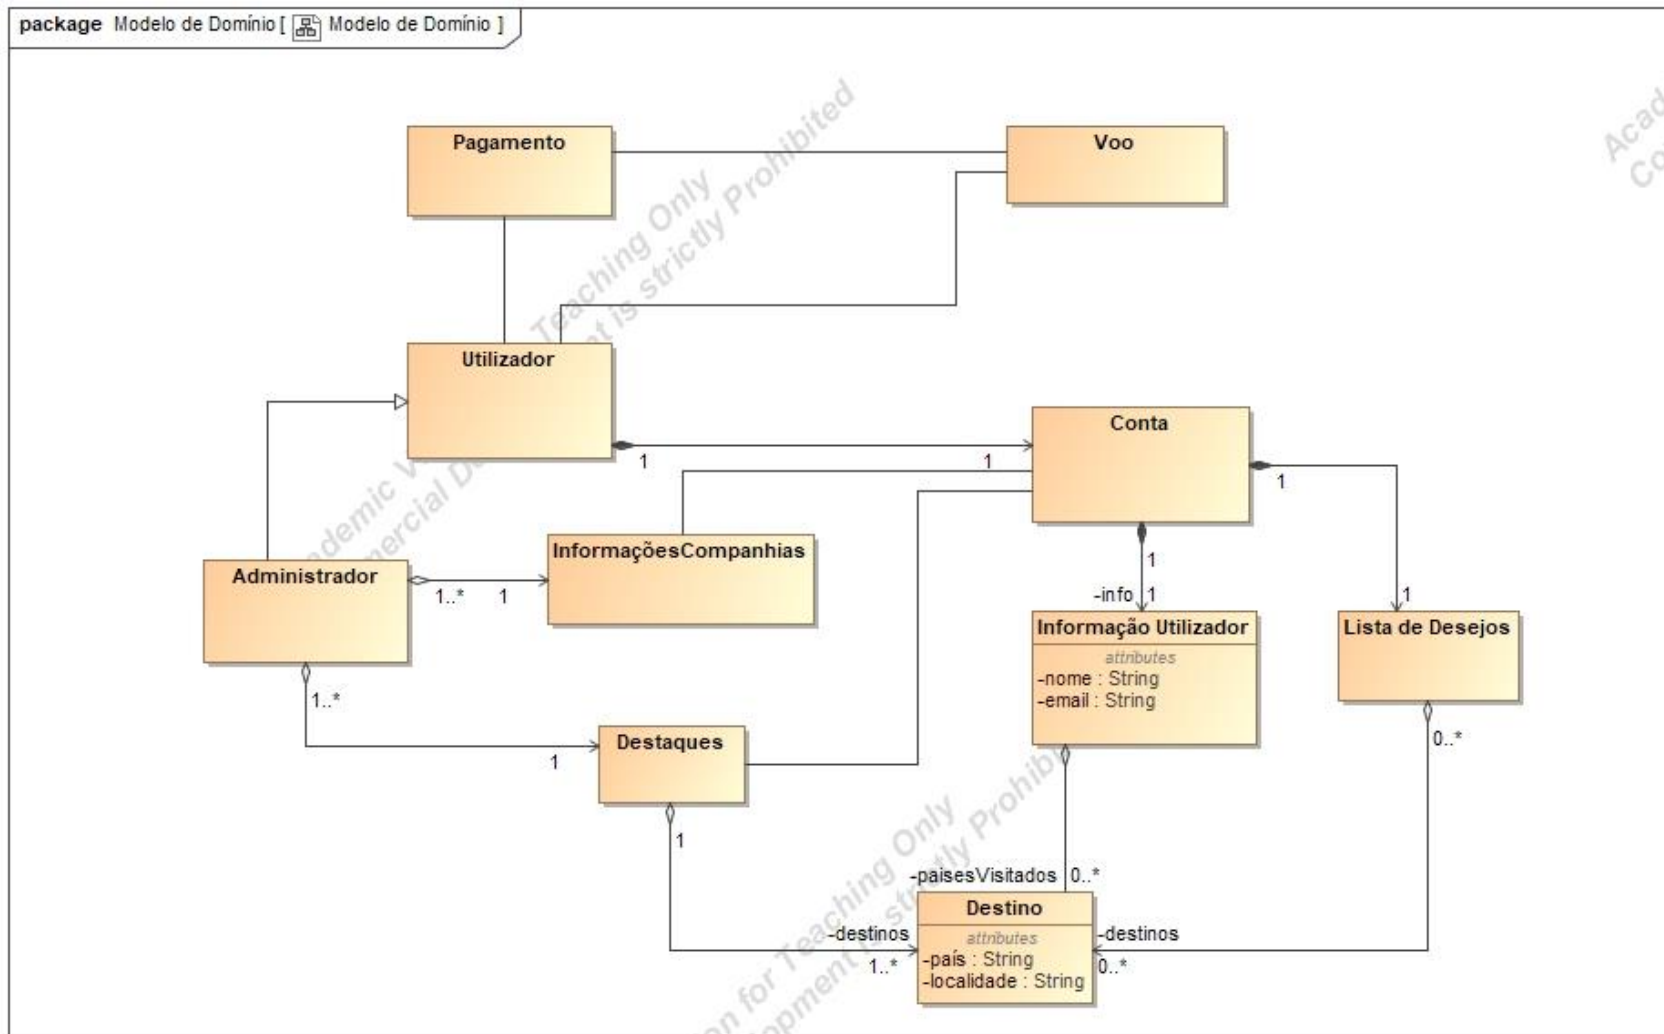 package Modelo de Domínio [ Modelo de Domínio ]
Pagamento
Voo
Utilizador
1
1
Conta
1
1
Administrador
1..*
1
InformaçõesCompanhias
1
-info 1
Informação Utilizador
attributes
-nome : String
-email : String
Lista de Desejos
1..*
1
Destaques
1
0..*
-paisesVisitados 0..*
-destinos
1..*
Destino
attributes
-país : String
-localidade : String
-destinos
0..*
Teaching Only
is strictly Prohibited
for Teaching Only